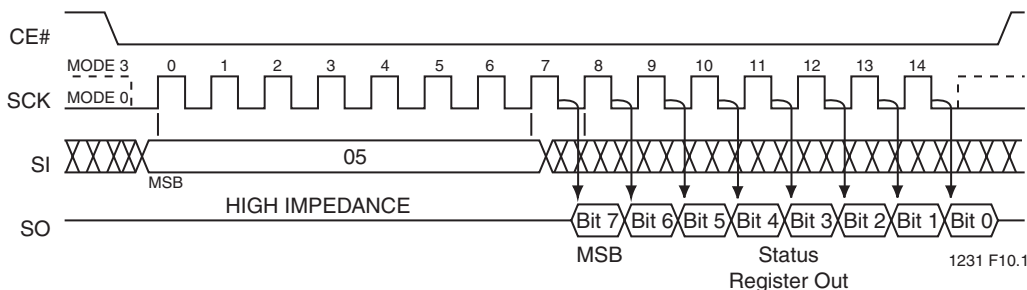 CE#
MODE 3 0 1 2 3 4 5 6 7 8 9 10 11 12 13 14
SCK MODE 0
SI 05
MSB
HIGH IMPEDANCE
SO Bit 7 Bit 6 Bit 5 Bit 4 Bit 3 Bit 2 Bit 1 Bit 0
MSB Status
Register Out
1231 F10.1